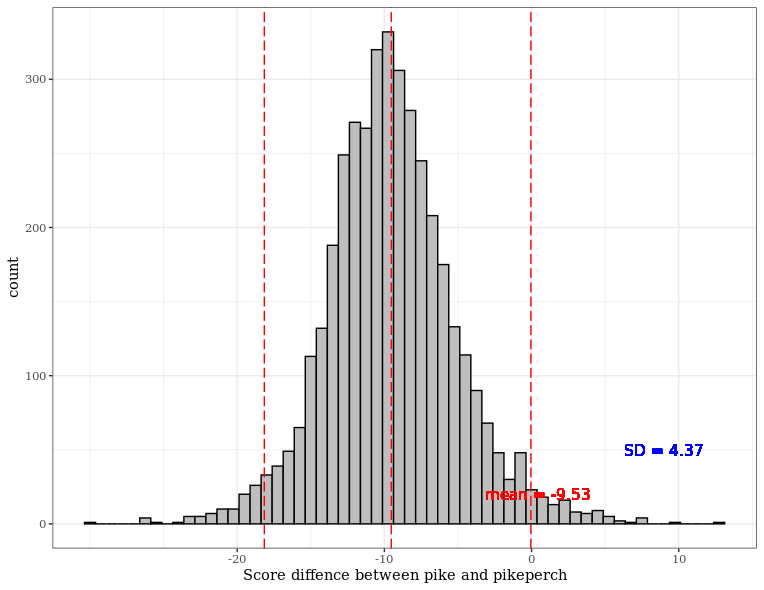 300
200
100
0
count
SD = 4.37
mean = -9.53
-20
-10
0
10
Score diffence between pike and pikeperch